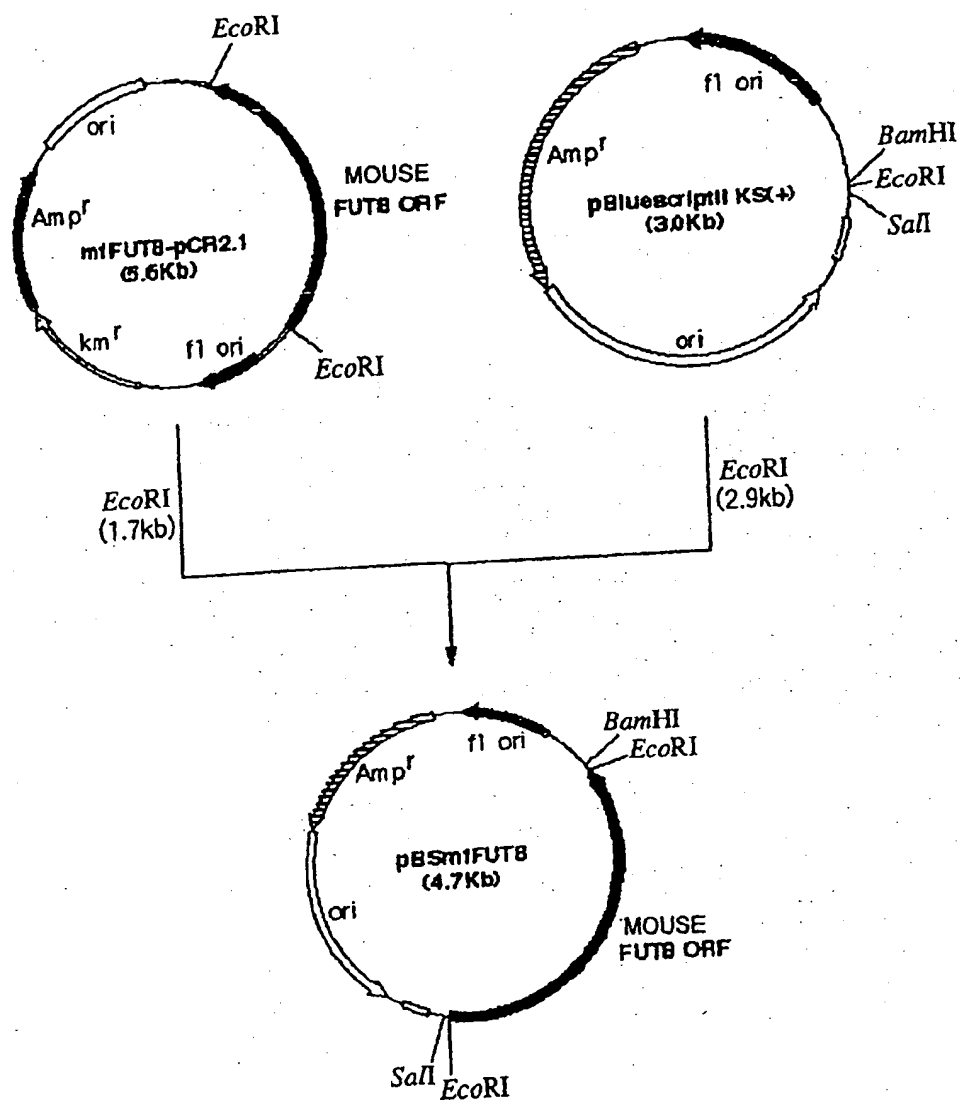 EcoRI
ori
Ampʳ
MOUSE
FUT8 ORF
mfFUT8-pCR2.1
(5.6Kb)
kmʳ
f1 ori
EcoRI
f1 ori
Ampʳ
BamHI
EcoRI
SalI
pBluescriptII KS(+)
(3.0Kb)
ori
EcoRI
(1.7kb)
EcoRI
(2.9kb)
f1 ori
BamHI
EcoRI
Ampʳ
pBSmfFUT8
(4.7Kb)
ori
MOUSE
FUT8 ORF
SalI
EcoRI